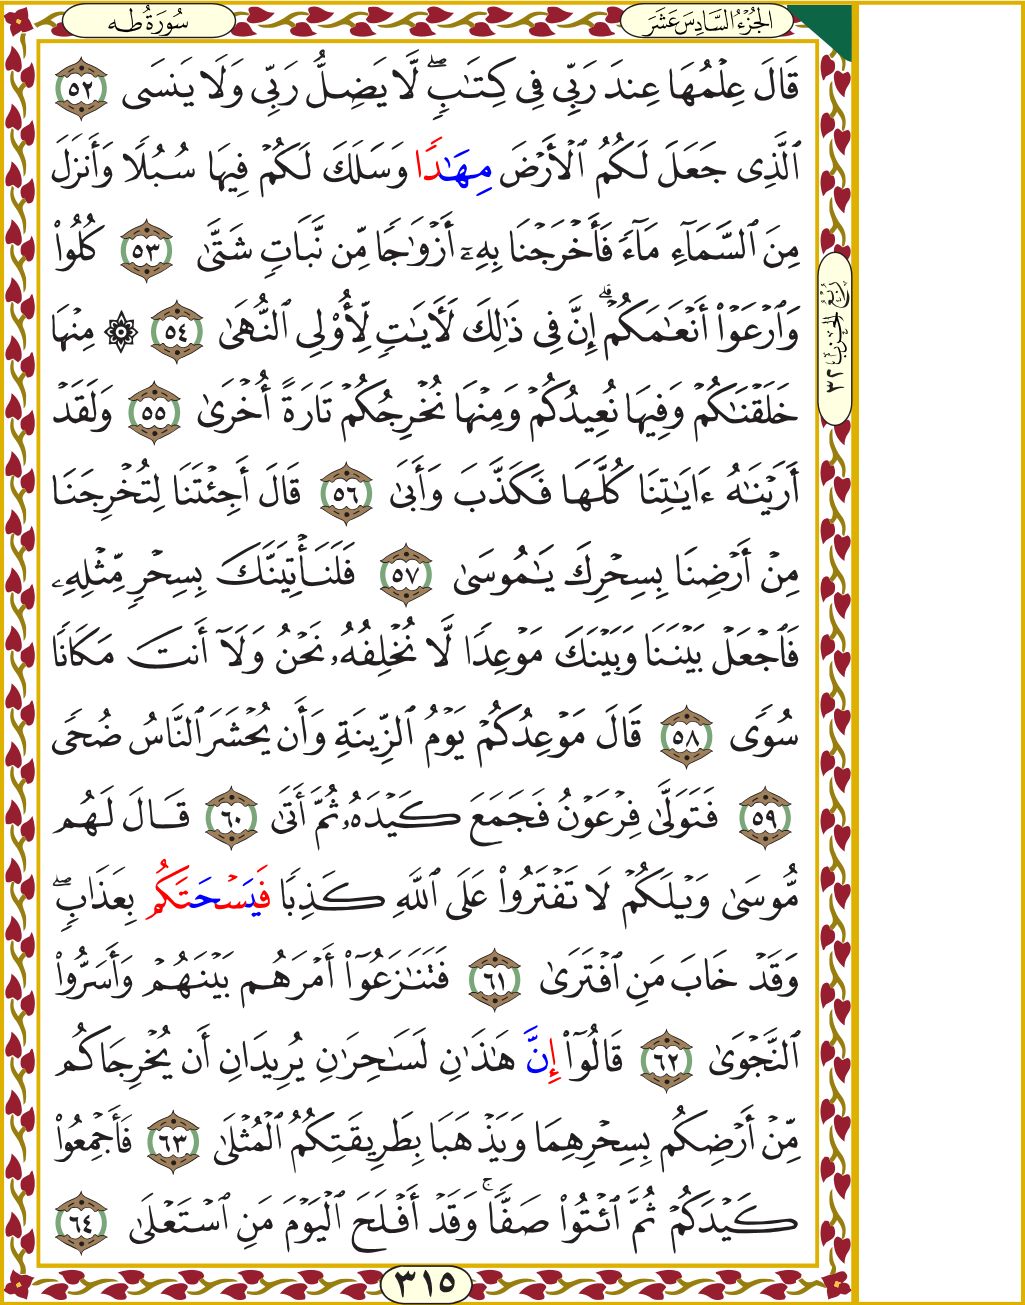 الجُزْءُ السَّادِسَ عَشَرَ
سُورَةُ طه
قَالَ عِلْمُهَا عِندَ رَبِّى فِى كِتَٰبٍۖ لَّا يَضِلُّ رَبِّى وَلَا يَنسَى ٥٢
ٱلَّذِى جَعَلَ لَكُمُ ٱلْأَرْضَ مِهَٰدًا وَسَلَكَ لَكُمْ فِيهَا سُبُلًا وَأَنزَلَ
مِنَ ٱلسَّمَآءِ مَآءً فَأَخْرَجْنَا بِهِۦٓ أَزْوَٰجًا مِّن نَّبَاتٍ شَتَّىٰ ٥٣ كُلُوا۟
وَٱرْعَوْا۟ أَنْعَٰمَكُمْۗ إِنَّ فِى ذَٰلِكَ لَءَايَٰتٍ لِّأُو۟لِى ٱلنُّهَىٰ ٥٤ ۞ مِنْهَا
خَلَقْنَٰكُمْ وَفِيهَا نُعِيدُكُمْ وَمِنْهَا نُخْرِجُكُمْ تَارَةً أُخْرَىٰ ٥٥ وَلَقَدْ
أَرَيْنَٰهُ ءَايَٰتِنَا كُلَّهَا فَكَذَّبَ وَأَبَىٰ ٥٦ قَالَ أَجِئْتَنَا لِتُخْرِجَنَا
مِنْ أَرْضِنَا بِسِحْرِكَ يَٰمُوسَىٰ ٥٧ فَلَنَأْتِيَنَّكَ بِسِحْرٍ مِّثْلِهِۦ
فَٱجْعَلْ بَيْنَنَا وَبَيْنَكَ مَوْعِدًا لَّا نُخْلِفُهُۥ نَحْنُ وَلَآ أَنتَ مَكَانًا
سُوًى ٥٨ قَالَ مَوْعِدُكُمْ يَوْمُ ٱلزِّينَةِ وَأَن يُحْشَرَ ٱلنَّاسُ ضُحًى
٥٩ فَتَوَلَّىٰ فِرْعَوْنُ فَجَمَعَ كَيْدَهُۥ ثُمَّ أَتَىٰ ٦٠ قَالَ لَهُم
مُّوسَىٰ وَيْلَكُمْ لَا تَفْتَرُوا۟ عَلَى ٱللَّهِ كَذِبًا فَيَسْحَتَكُم بِعَذَابٍۖ
وَقَدْ خَابَ مَنِ ٱفْتَرَىٰ ٦١ فَتَنَٰزَعُوٓا۟ أَمْرَهُم بَيْنَهُمْ وَأَسَرُّوا۟
ٱلنَّجْوَىٰ ٦٢ قَالُوٓا۟ إِنَّ هَٰذَٰنِ لَسَٰحِرَٰنِ يُرِيدَانِ أَن يُخْرِجَاكُم
مِّنْ أَرْضِكُم بِسِحْرِهِمَا وَيَذْهَبَا بِطَرِيقَتِكُمُ ٱلْمُثْلَىٰ ٦٣ فَأَجْمِعُوا۟
كَيْدَكُمْ ثُمَّ ٱئْتُوا۟ صَفًّاۚ وَقَدْ أَفْلَحَ ٱلْيَوْمَ مَنِ ٱسْتَعْلَىٰ ٦٤
رُبْعُ الحِزبِ ٣٢
٣١٥